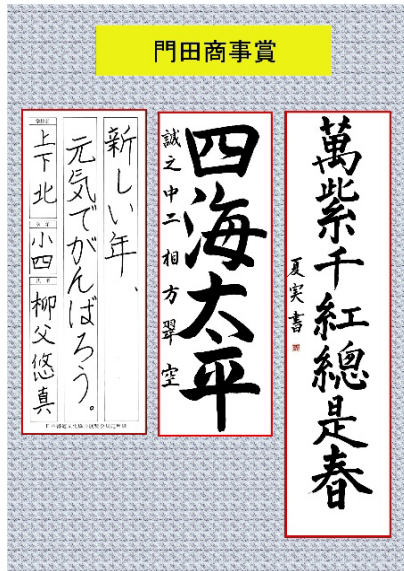 門田商事賞
萬紫千紅總是春
夏実書
四海太平
誠之中二相方翠空
新しい年、
元気でがんばろう。
上下北
小四
柳父悠真